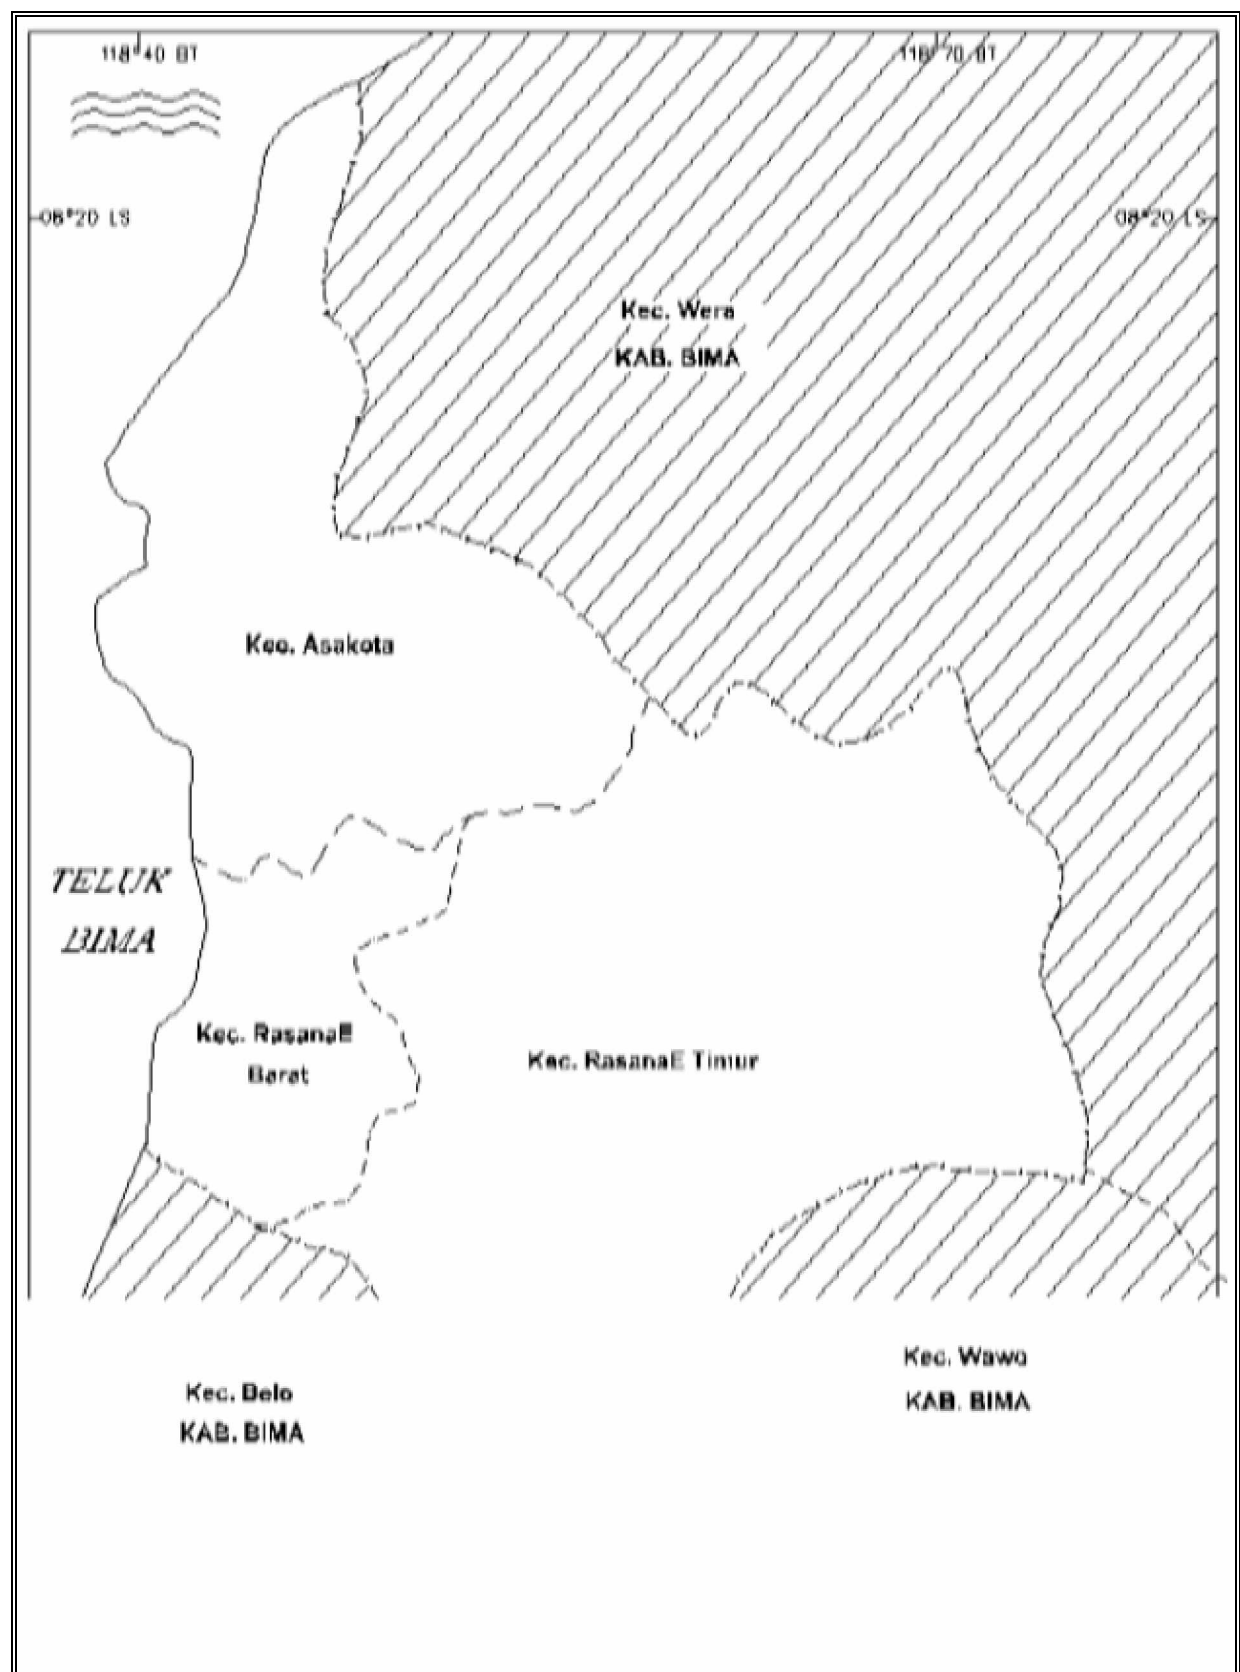 118°40 BT
118°70 BT
08°20 LS
08°20 LS
Kec. Wera
KAB. BIMA
Kec. Asakota
TELUK
BIMA
Kec. RasanaE
Barat
Kec. RasanaE Timur
Kec. Wawo
KAB. BIMA
Kec. Belo
KAB. BIMA